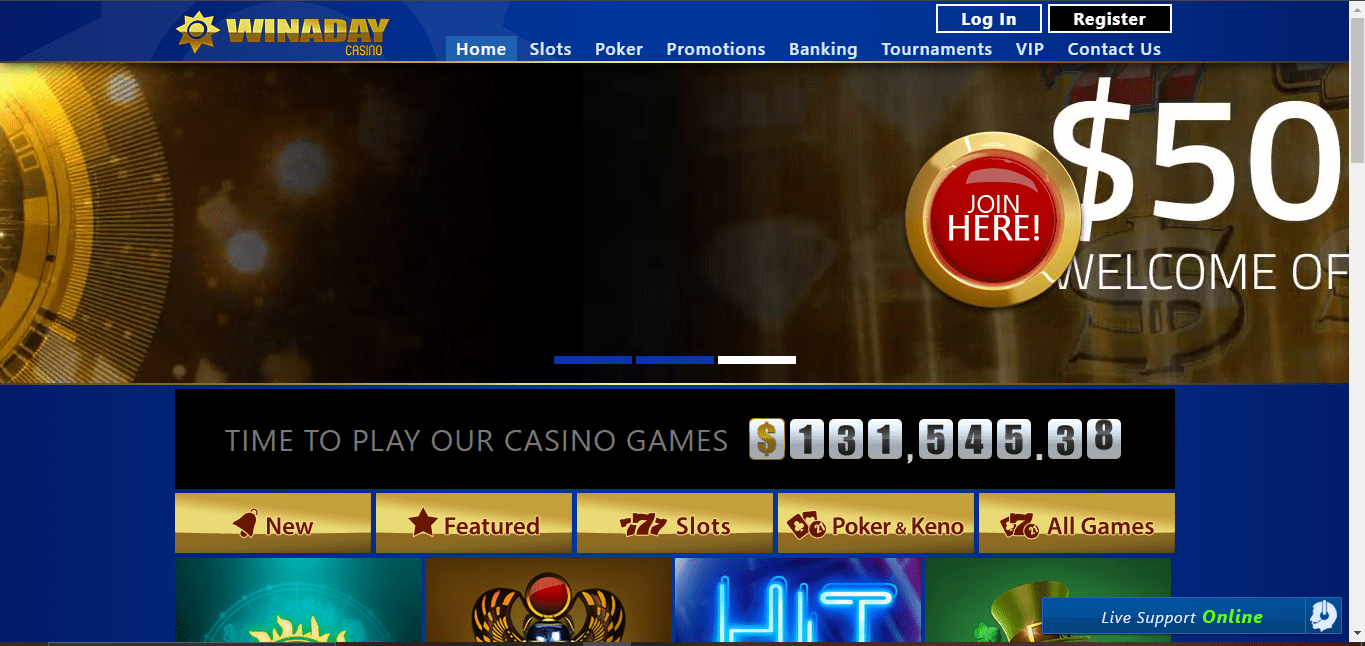 WINADAY
CASINO
Log In
Register
Home
Slots
Poker
Promotions
Banking
Tournaments
VIP
Contact Us
JOIN
HERE!
$50
WELCOME OF
TIME TO PLAY OUR CASINO GAMES $131,545.38
New
Featured
777 Slots
Poker & Keno
All Games
HIT
Live Support Online